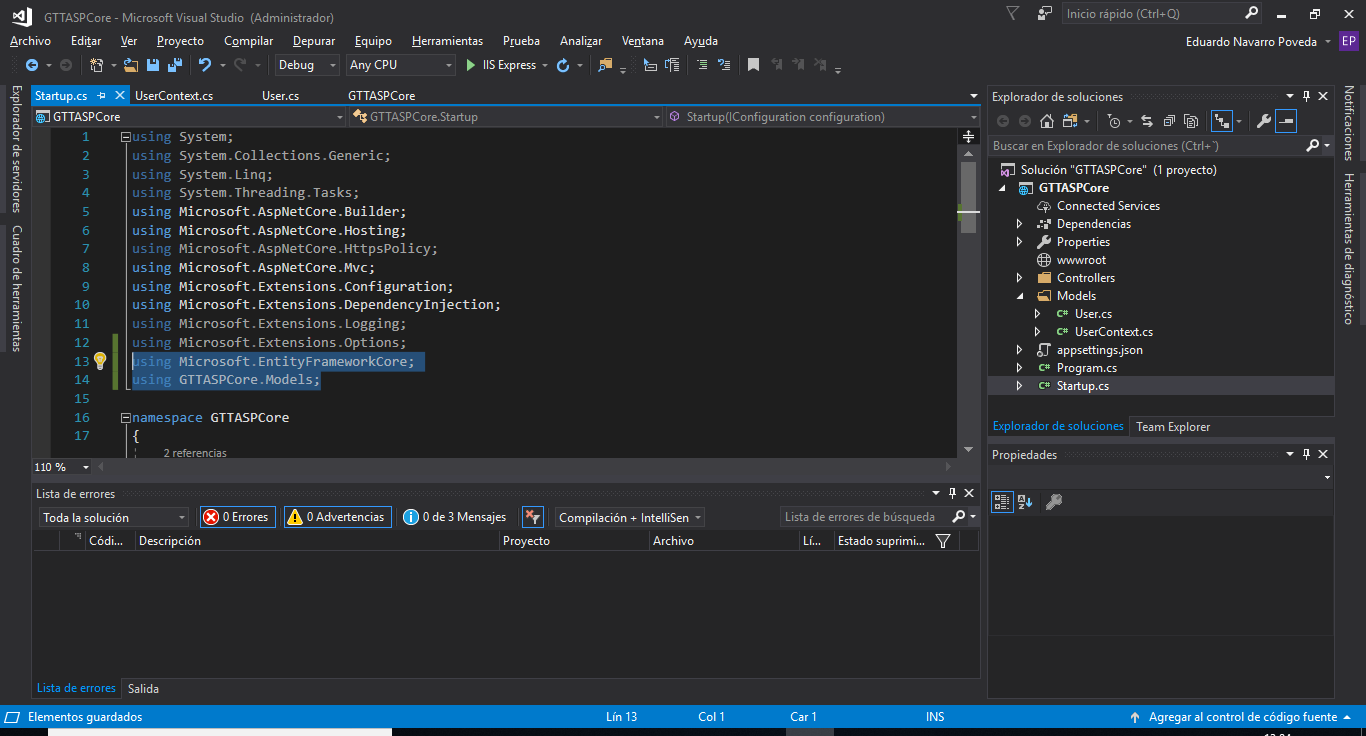 GTTASPCore - Microsoft Visual Studio (Administrador)
Inicio rápido (Ctrl+Q)
Archivo Editar Ver Proyecto Compilar Depurar Equipo Herramientas Prueba Analizar Ventana Ayuda
Eduardo Navarro Poveda EP
Debug Any CPU IIS Express
Explorador de servidores
Cuadro de herramientas
Startup.cs UserContext.cs User.cs GTTASPCore
GTTASPCore GTTASPCore.Startup Startup(IConfiguration configuration)
1 using System;
2 using System.Collections.Generic;
3 using System.Linq;
4 using System.Threading.Tasks;
5 using Microsoft.AspNetCore.Builder;
6 using Microsoft.AspNetCore.Hosting;
7 using Microsoft.AspNetCore.HttpsPolicy;
8 using Microsoft.AspNetCore.Mvc;
9 using Microsoft.Extensions.Configuration;
10 using Microsoft.Extensions.DependencyInjection;
11 using Microsoft.Extensions.Logging;
12 using Microsoft.Extensions.Options;
13 using Microsoft.EntityFrameworkCore;
14 using GTTASPCore.Models;
15
16 namespace GTTASPCore
17 {
2 referencias
110 %
Lista de errores
Toda la solución 0 Errores 0 Advertencias 0 de 3 Mensajes Compilación + IntelliSen Lista de errores de búsqueda
Códi... Descripción Proyecto Archivo Lí... Estado suprimi...
Lista de errores Salida
Explorador de soluciones
Buscar en Explorador de soluciones (Ctrl+´)
Solución "GTTASPCore" (1 proyecto)
GTTASPCore
Connected Services
Dependencias
Properties
wwwroot
Controllers
Models
C# User.cs
C# UserContext.cs
appsettings.json
C# Program.cs
C# Startup.cs
Explorador de soluciones Team Explorer
Propiedades
Notificaciones
Herramientas de diagnóstico
Elementos guardados Lín 13 Col 1 Car 1 INS Agregar al control de código fuente